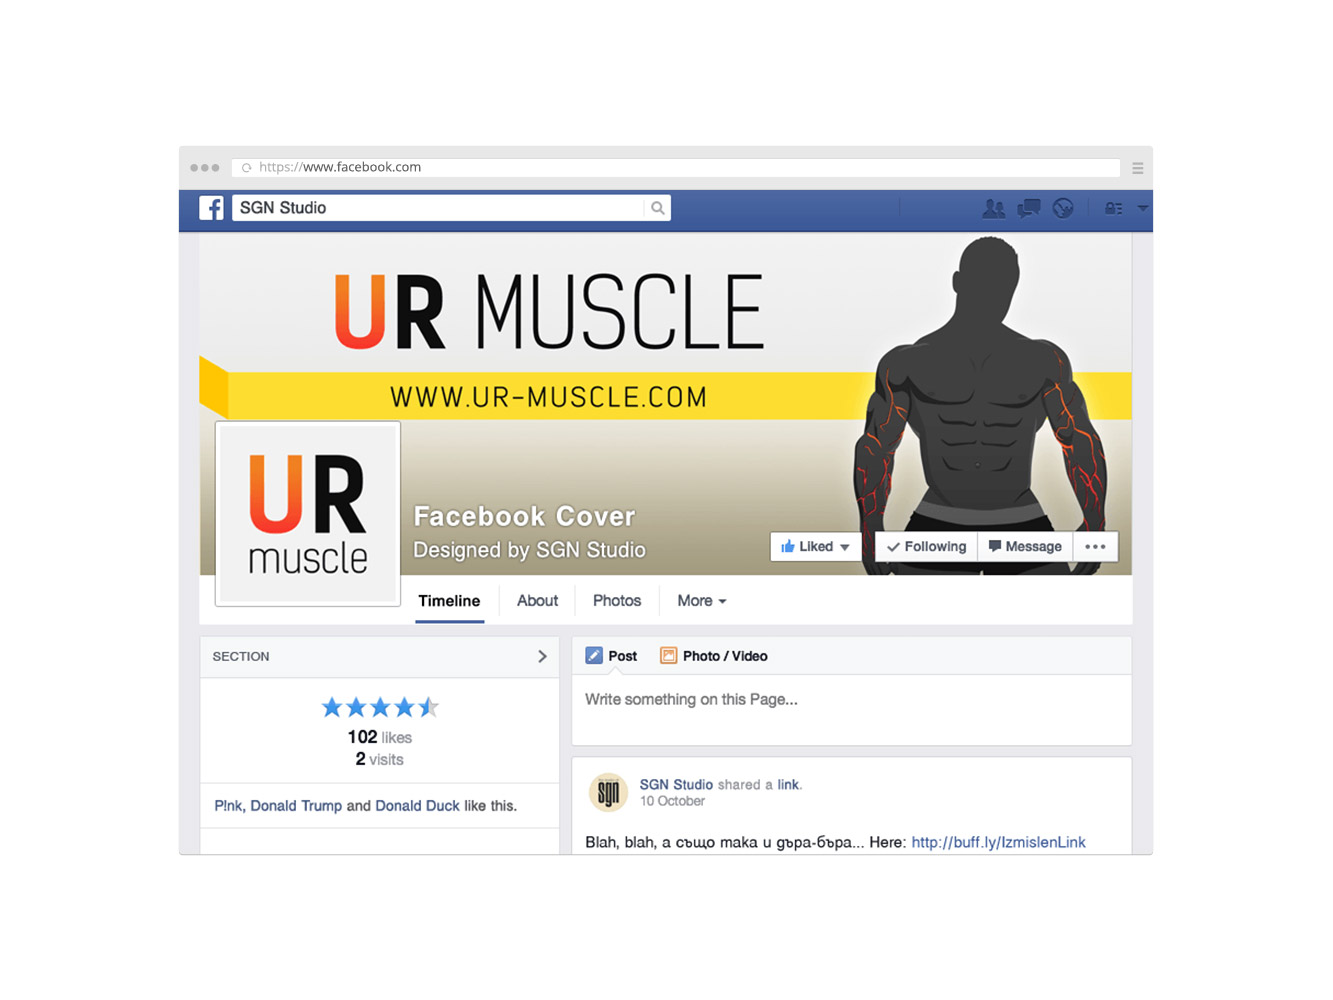 https://www.facebook.com
SGN Studio
UR MUSCLE
WWW.UR-MUSCLE.COM
UR
muscle
Facebook Cover
Designed by SGN Studio
Liked
Following
Message
Timeline
About
Photos
More
SECTION
102 likes
2 visits
P!nk, Donald Trump and Donald Duck like this.
Post
Photo / Video
Write something on this Page...
sgn
SGN Studio shared a link.
10 October
Blah, blah, а също така и дъра-бъра... Here: http://buff.ly/IzmislenLink